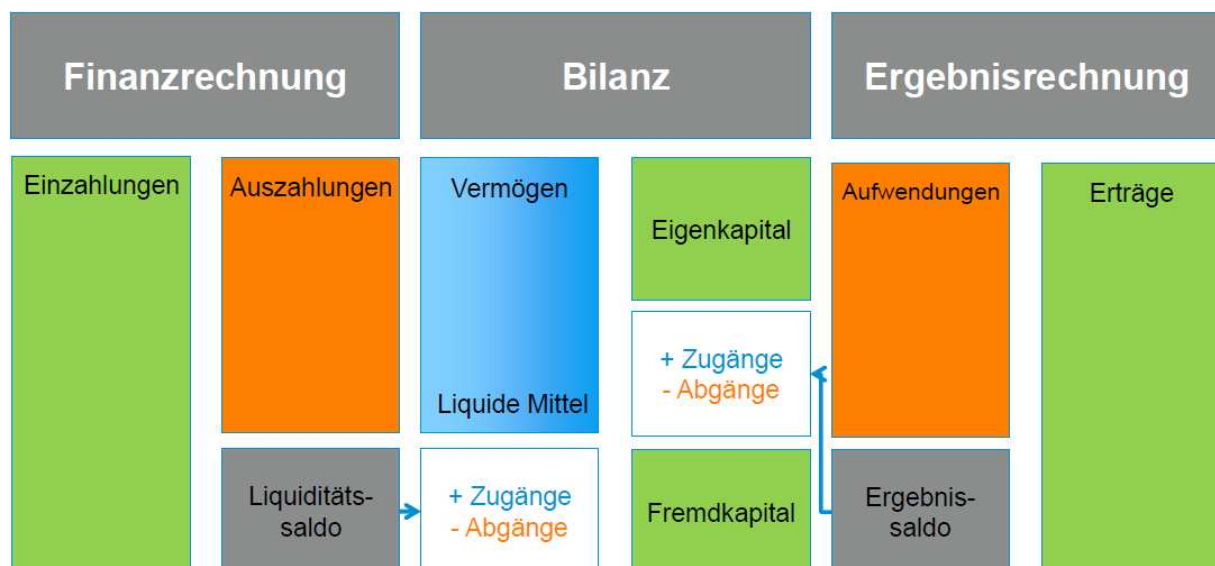 Finanzrechnung
Bilanz
Ergebnisrechnung
Einzahlungen
Auszahlungen
Vermögen
Liquide Mittel
Eigenkapital
Aufwendungen
Erträge
+ Zugänge
- Abgänge
Liquiditäts-
saldo
+ Zugänge
- Abgänge
Fremdkapital
Ergebnis-
saldo